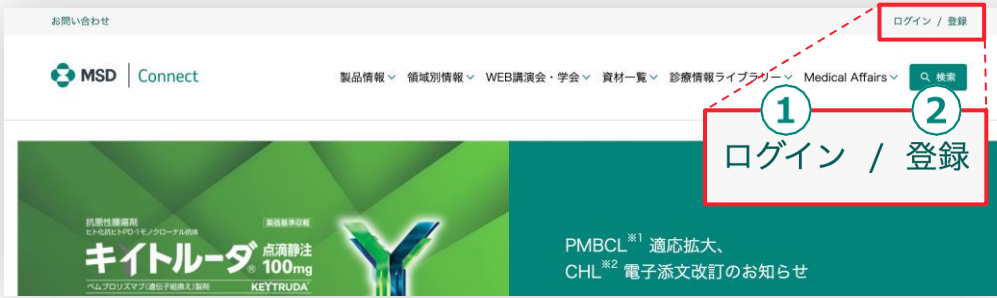 お問い合わせ
ログイン / 登録
MSD Connect
製品情報 領域別情報 WEB講演会・学会 資材一覧 診療情報ライブラリー Medical Affairs 検索
① ②
ログイン / 登録
抗悪性腫瘍剤 薬価基準収載
ヒト化抗ヒトPD-1モノクローナル抗体
キイトルーダ® 点滴静注 100mg
ペムブロリズマブ(遺伝子組換え)製剤 KEYTRUDA
PMBCL※1 適応拡大、
CHL※2 電子添文改訂のお知らせ